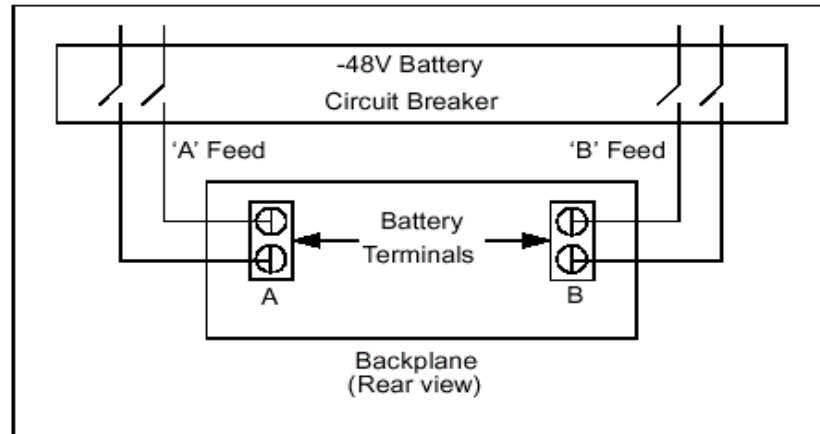 -48V Battery
Circuit Breaker
‘A’ Feed
‘B’ Feed
Battery
Terminals
A
B
Backplane
(Rear view)